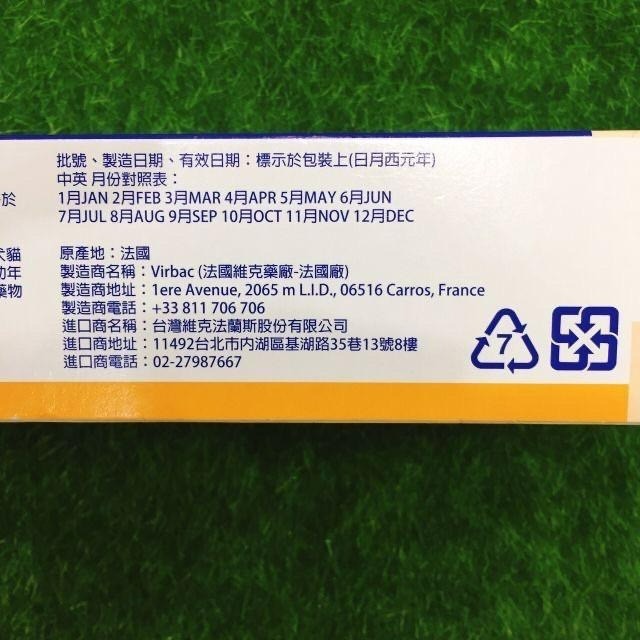 批號、製造日期、有效日期：標示於包裝上(日月西元年)
中英 月份對照表：
於
1月JAN 2月FEB 3月MAR 4月APR 5月MAY 6月JUN
7月JUL 8月AUG 9月SEP 10月OCT 11月NOV 12月DEC
犬貓
原產地：法國
幼年
製造商名稱：Virbac (法國維克藥廠-法國廠)
藥物
製造商地址：1ere Avenue, 2065 m L.I.D., 06516 Carros, France
製造商電話：+33 811 706 706
進口商名稱：台灣維克法蘭斯股份有限公司
進口商地址：11492台北市內湖區基湖路35巷13號8樓
進口商電話：02-27987667
7